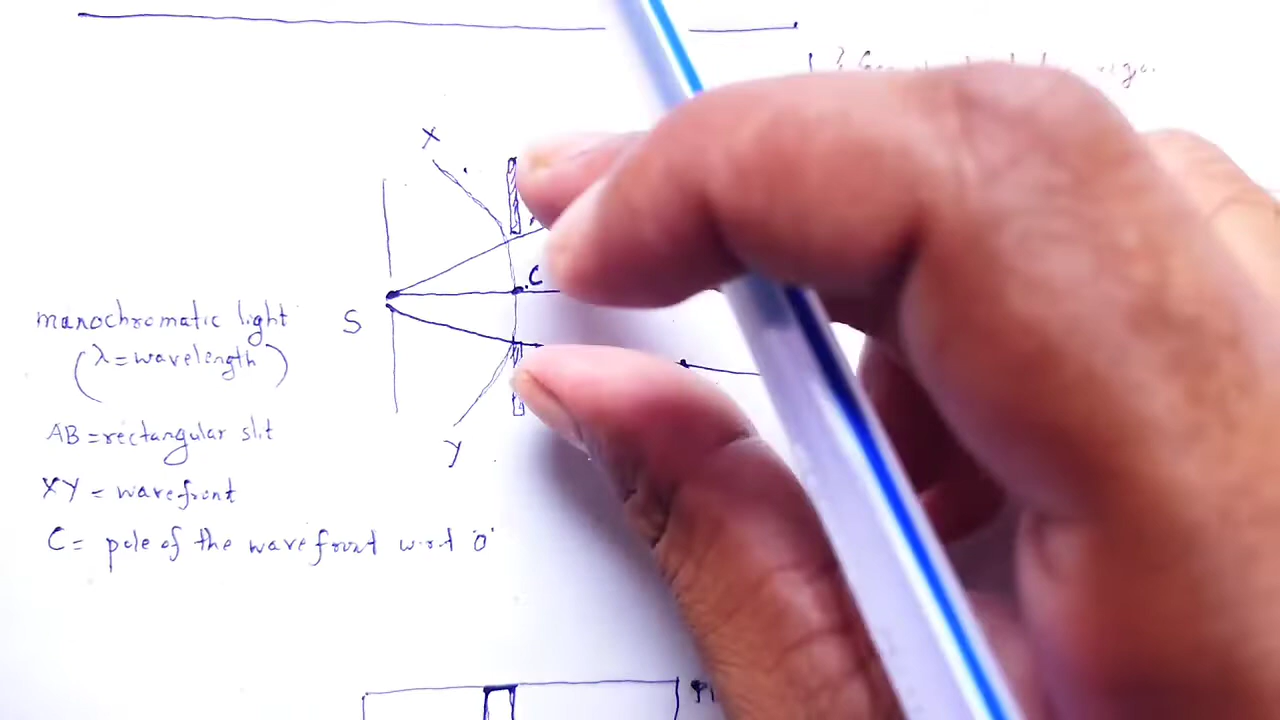 X
C
S
manochromatic light
(λ=wavelength)
AB=rectangular slit
XY = wavefront
Y
C= pole of the wavefront w.r.t 'O'